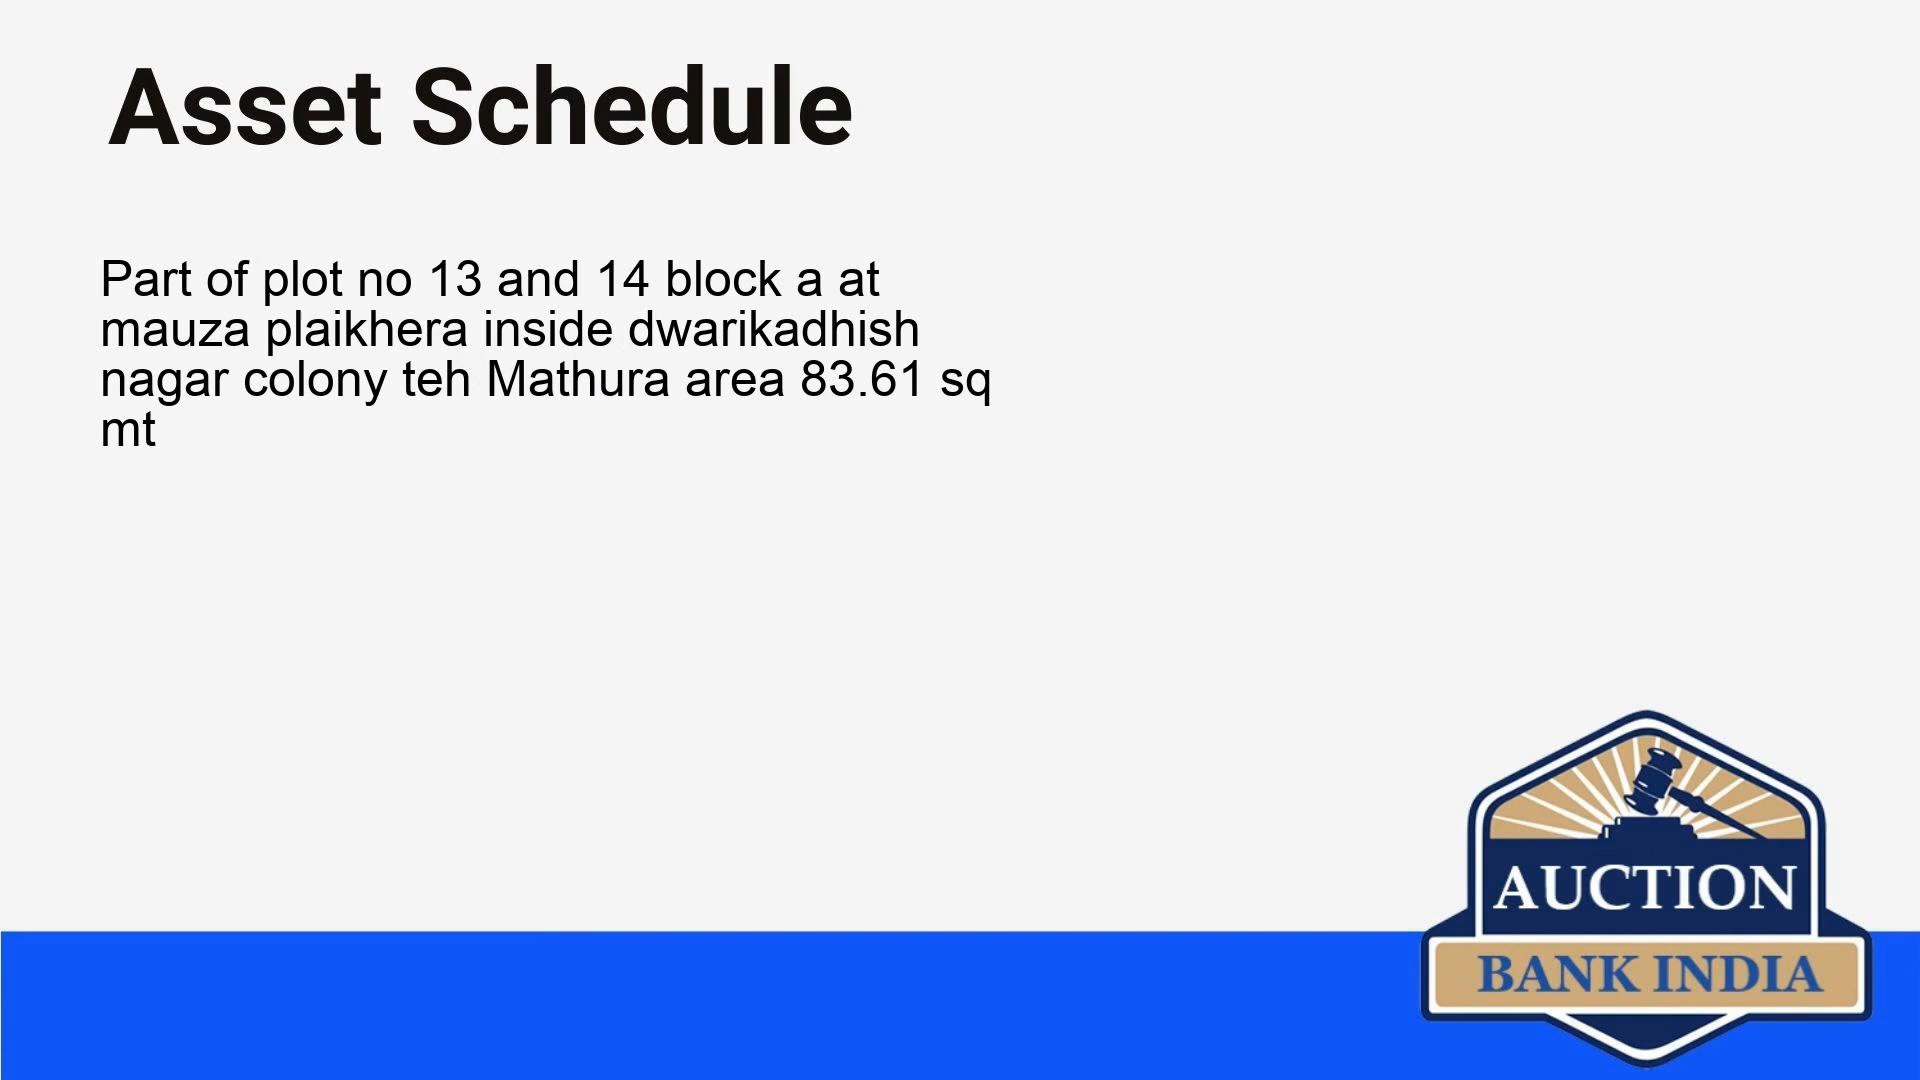 Asset Schedule
Part of plot no 13 and 14 block a at
mauza plaikhera inside dwarikadhish
nagar colony teh Mathura area 83.61 sq
mt
AUCTION
BANK INDIA